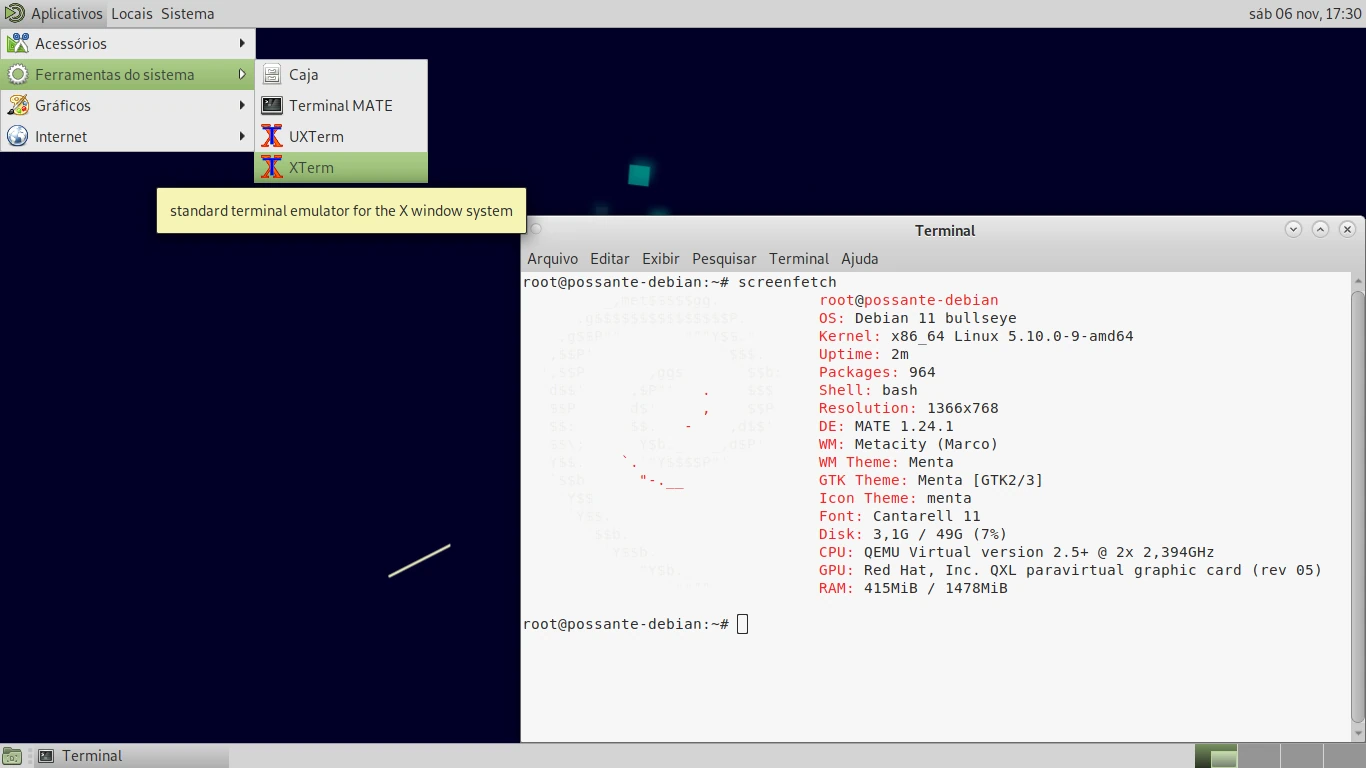 Aplicativos Locais Sistema
sáb 06 nov, 17:30
Acessórios
Ferramentas do sistema
Gráficos
Internet
Caja
Terminal MATE
UXTerm
XTerm
standard terminal emulator for the X window system
Terminal
Arquivo Editar Exibir Pesquisar Terminal Ajuda
root@possante-debian:~# screenfetch
root@possante-debian
OS: Debian 11 bullseye
Kernel: x86_64 Linux 5.10.0-9-amd64
Uptime: 2m
Packages: 964
Shell: bash
Resolution: 1366x768
DE: MATE 1.24.1
WM: Metacity (Marco)
WM Theme: Menta
GTK Theme: Menta [GTK2/3]
Icon Theme: menta
Font: Cantarell 11
Disk: 3,1G / 49G (7%)
CPU: QEMU Virtual version 2.5+ @ 2x 2,394GHz
GPU: Red Hat, Inc. QXL paravirtual graphic card (rev 05)
RAM: 415MiB / 1478MiB
root@possante-debian:~#
Terminal